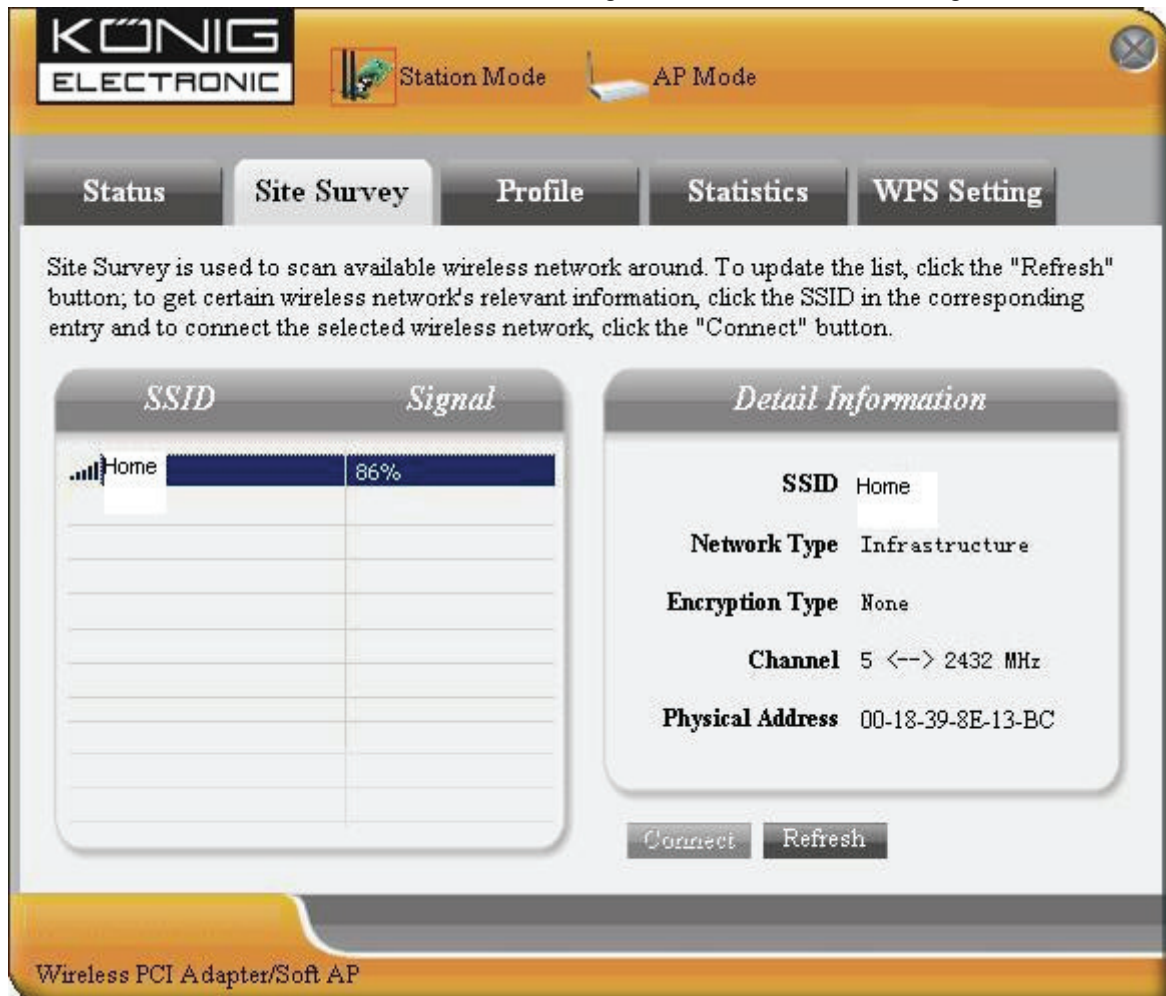 KÖNIG
ELECTRONIC
Station Mode AP Mode
Status Site Survey Profile Statistics WPS Setting
Site Survey is used to scan available wireless network around. To update the list, click the "Refresh"
button; to get certain wireless network's relevant information, click the SSID in the corresponding
entry and to connect the selected wireless network, click the "Connect" button.
SSID Signal
Home 86%
Detail Information
SSID Home
Network Type Infrastructure
Encryption Type None
Channel 5 <--> 2432 MHz
Physical Address 00-18-39-8E-13-BC
Connect Refresh
Wireless PCI Adapter/Soft AP